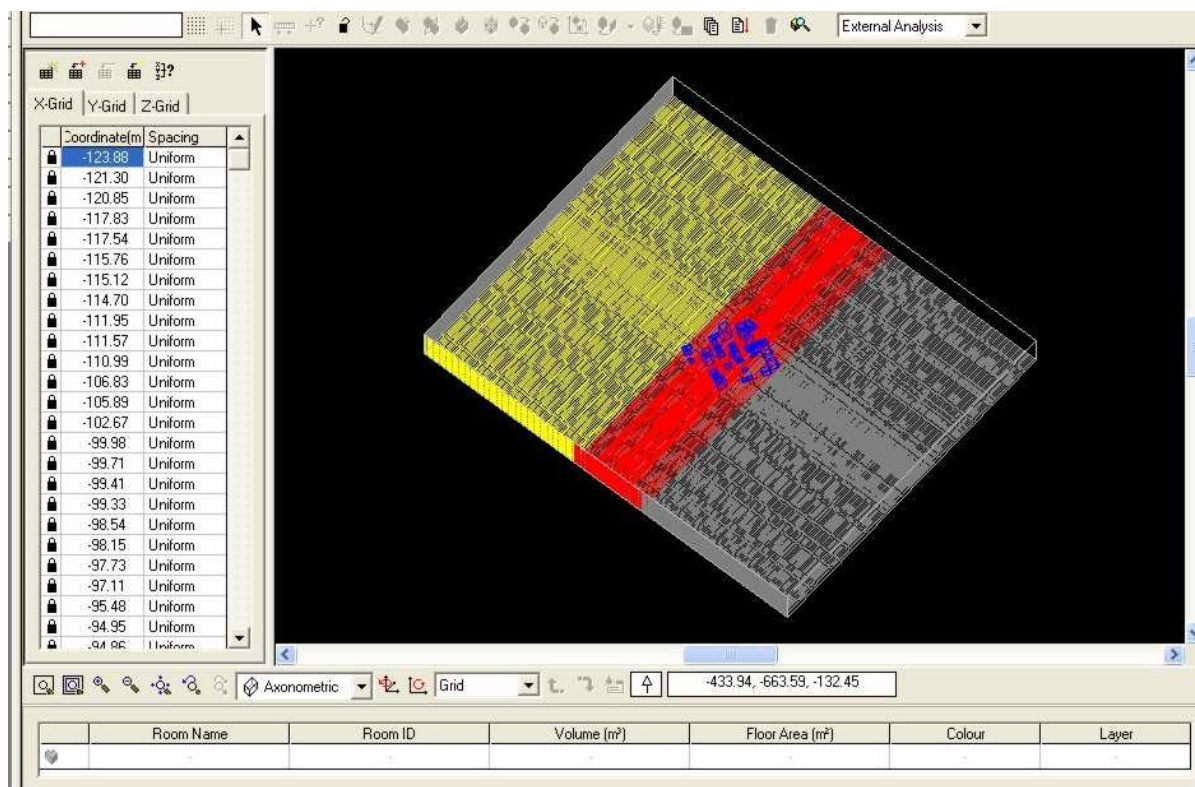 External Analysis
X-Grid Y-Grid Z-Grid
Coordinate(m Spacing
-123.88 Uniform
-121.30 Uniform
-120.85 Uniform
-117.83 Uniform
-117.54 Uniform
-115.76 Uniform
-115.12 Uniform
-114.70 Uniform
-111.95 Uniform
-111.57 Uniform
-110.99 Uniform
-106.83 Uniform
-105.89 Uniform
-102.67 Uniform
-99.98 Uniform
-99.71 Uniform
-99.41 Uniform
-99.33 Uniform
-98.54 Uniform
-98.15 Uniform
-97.73 Uniform
-97.11 Uniform
-95.48 Uniform
-94.95 Uniform
-94.86 Uniform
Axonometric Grid -433.94, -663.59, -132.45
Room Name Room ID Volume (m³) Floor Area (m²) Colour Layer